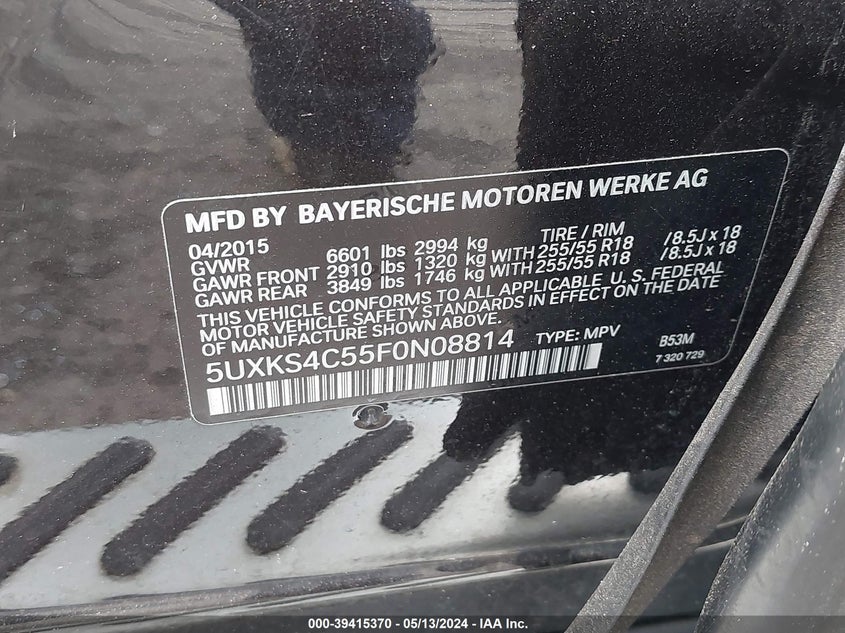 MFD BY BAYERISCHE MOTOREN WERKE AG
04/2015 TIRE / RIM
GVWR 6601 lbs 2994 kg
GAWR FRONT 2910 lbs 1320 kg WITH 255/55 R18 /8.5J x 18
GAWR REAR 3849 lbs 1746 kg WITH 255/55 R18 /8.5J x 18
THIS VEHICLE CONFORMS TO ALL APPLICABLE U. S. FEDERAL
MOTOR VEHICLE SAFETY STANDARDS IN EFFECT ON THE DATE
OF MANUFACTURE SHOWN ABOVE.
5UXKS4C55F0N08814 TYPE: MPV B53M
7 320 729
000-39415370 - 05/13/2024 - IAA Inc.